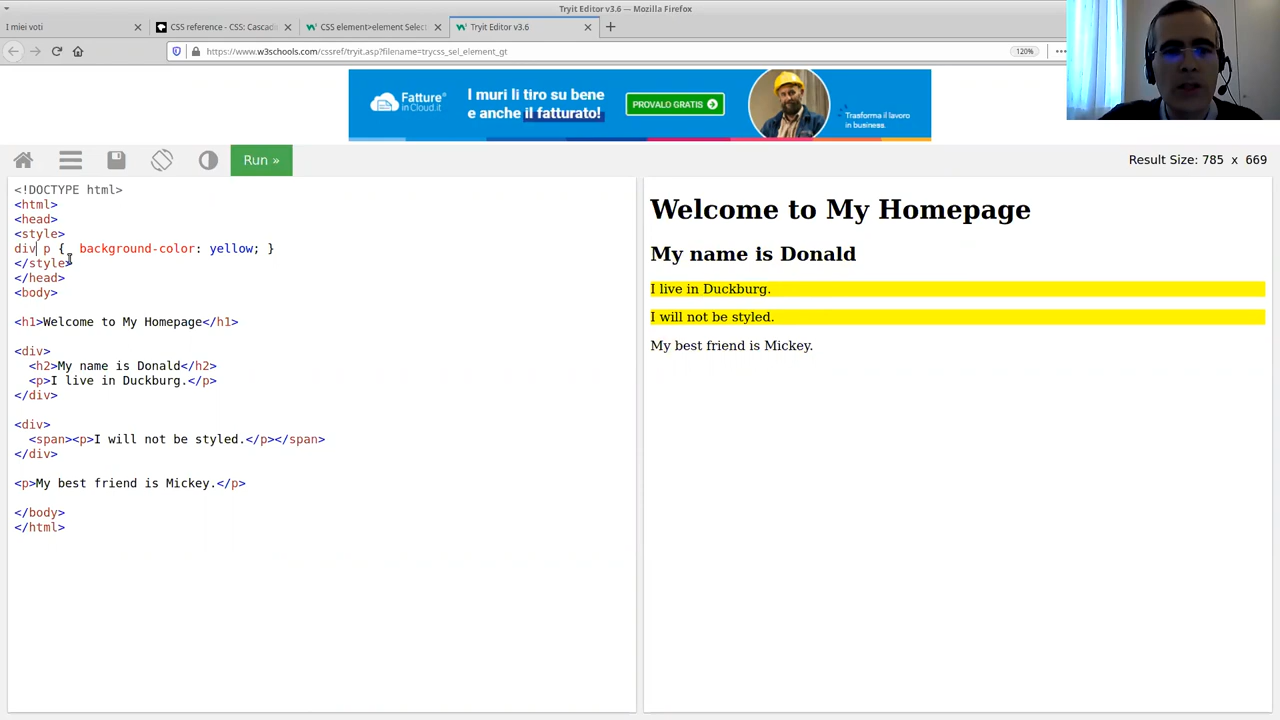 Tryit Editor v3.6 — Mozilla Firefox
I miei voti
CSS reference - CSS: Cascadi
CSS element>element Select
Tryit Editor v3.6
https://www.w3schools.com/cssref/tryit.asp?filename=trycss_sel_element_gt
120%
Fatture in Cloud.it
I muri li tiro su bene
e anche il fatturato!
PROVALO GRATIS
Trasforma il lavoro
in business.
Run »
Result Size: 785 x 669
<!DOCTYPE html>
<html>
<head>
<style>
div p {  background-color: yellow; }
</style>
</head>
<body>
<h1>Welcome to My Homepage</h1>
<div>
<h2>My name is Donald</h2>
<p>I live in Duckburg.</p>
</div>
<div>
<span><p>I will not be styled.</p></span>
</div>
<p>My best friend is Mickey.</p>
</body>
</html>
Welcome to My Homepage
My name is Donald
I live in Duckburg.
I will not be styled.
My best friend is Mickey.